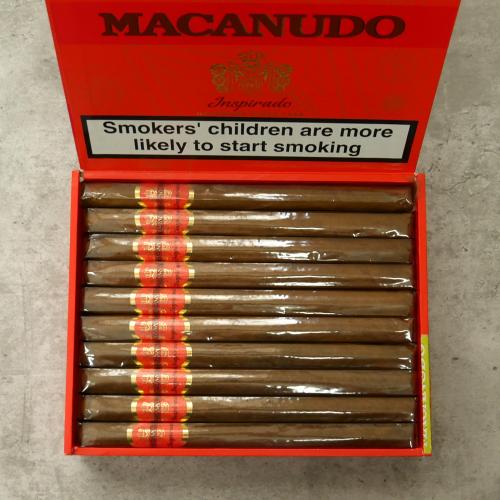 MACANUDO
Inspirado
Smokers' children are more
likely to start smoking